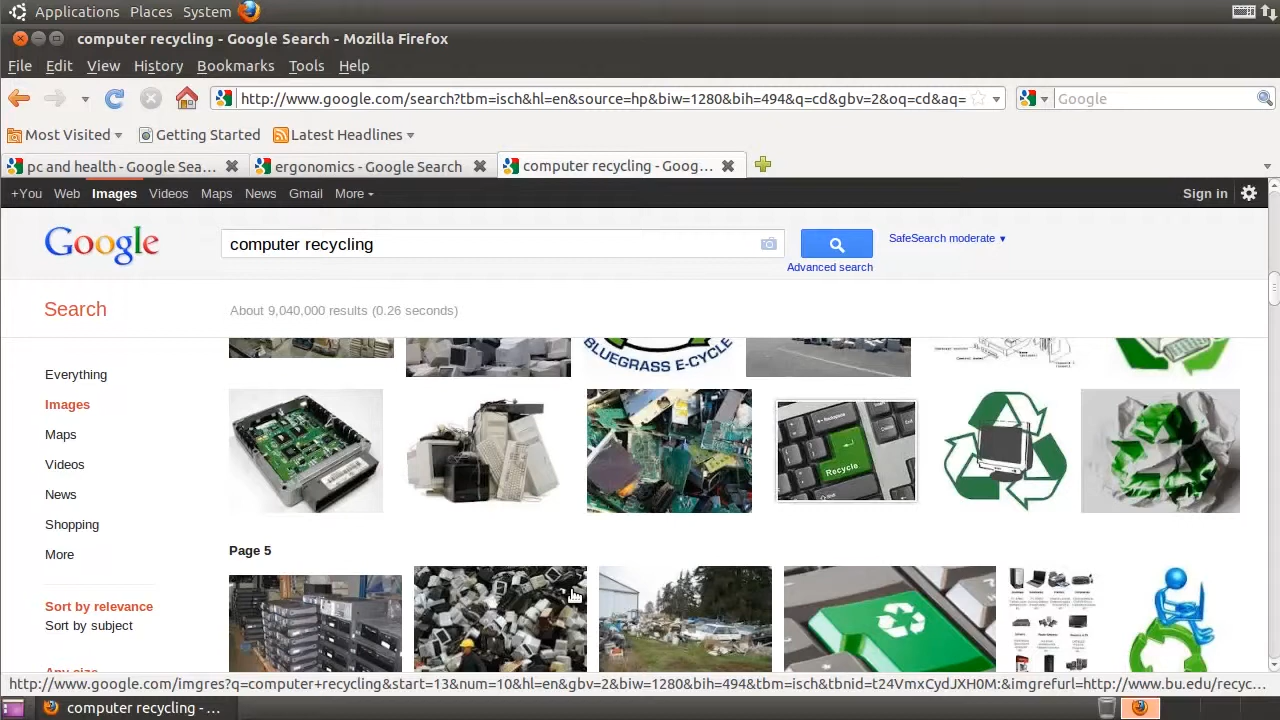 Applications Places System
computer recycling - Google Search - Mozilla Firefox
File Edit View History Bookmarks Tools Help
http://www.google.com/search?tbm=isch&hl=en&source=hp&biw=1280&bih=494&q=cd&gbv=2&oq=cd&aq= Google
Most Visited Getting Started Latest Headlines
pc and health - Google Sea... ergonomics - Google Search computer recycling - Goog...
+You Web Images Videos Maps News Gmail More Sign in
Google computer recycling SafeSearch moderate
Advanced search
Search About 9,040,000 results (0.26 seconds)
BLUEGRASS E-CYCLE
Everything
Images
Maps
Videos
News
Shopping
More
Recycle
Page 5
Sort by relevance
Sort by subject
Any size
http://www.google.com/imgres?q=computer+recycling&start=13&num=10&hl=en&gbv=2&biw=1280&bih=494&tbm=isch&tbnid=t24VmxCydJXH0M:&imgrefurl=http://www.bu.edu/recyc...
computer recycling - ...